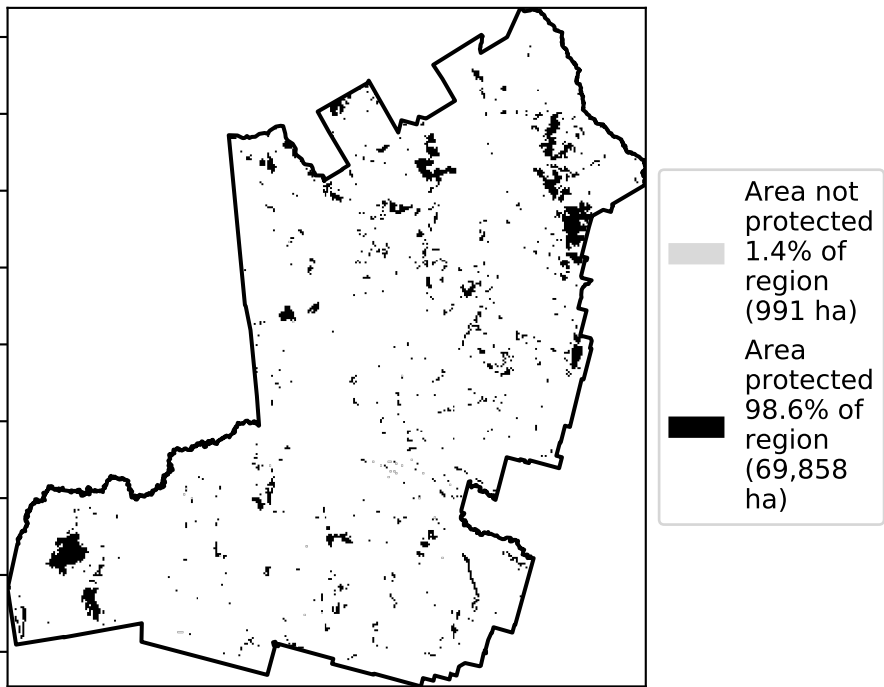 Area not
protected
1.4% of
region
(991 ha)
Area
protected
98.6% of
region
(69,858
ha)